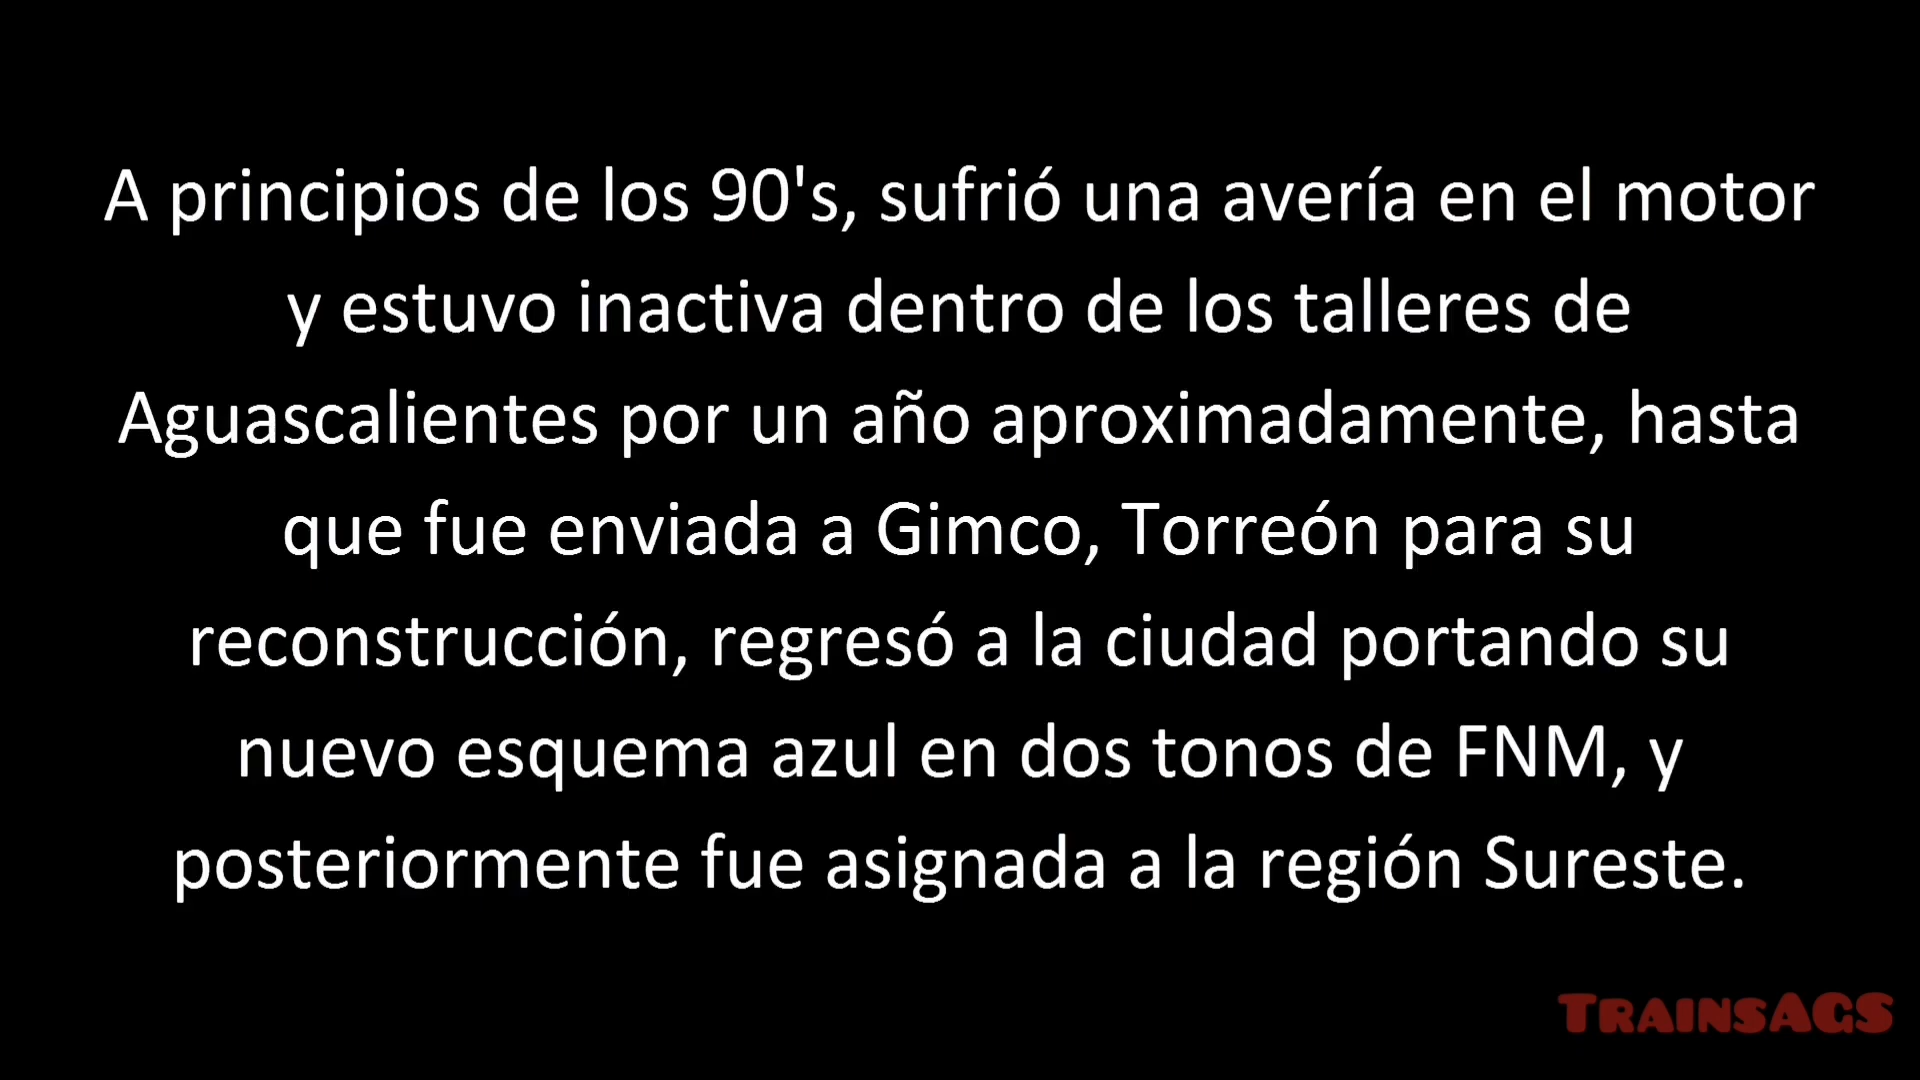 A principios de los 90's, sufrió una avería en el motor
y estuvo inactiva dentro de los talleres de
Aguascalientes por un año aproximadamente, hasta
que fue enviada a Gimco, Torreón para su
reconstrucción, regresó a la ciudad portando su
nuevo esquema azul en dos tonos de FNM, y
posteriormente fue asignada a la región Sureste.
TRAINSAGS